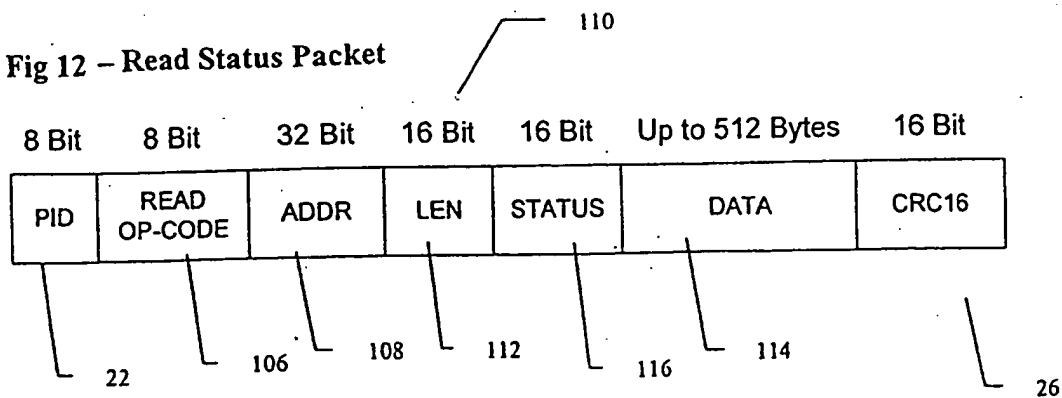 110
Fig 12 – Read Status Packet
8 Bit 8 Bit 32 Bit 16 Bit 16 Bit Up to 512 Bytes 16 Bit
PID READ OP-CODE ADDR LEN STATUS DATA CRC16
22 106 108 112 116 114 26